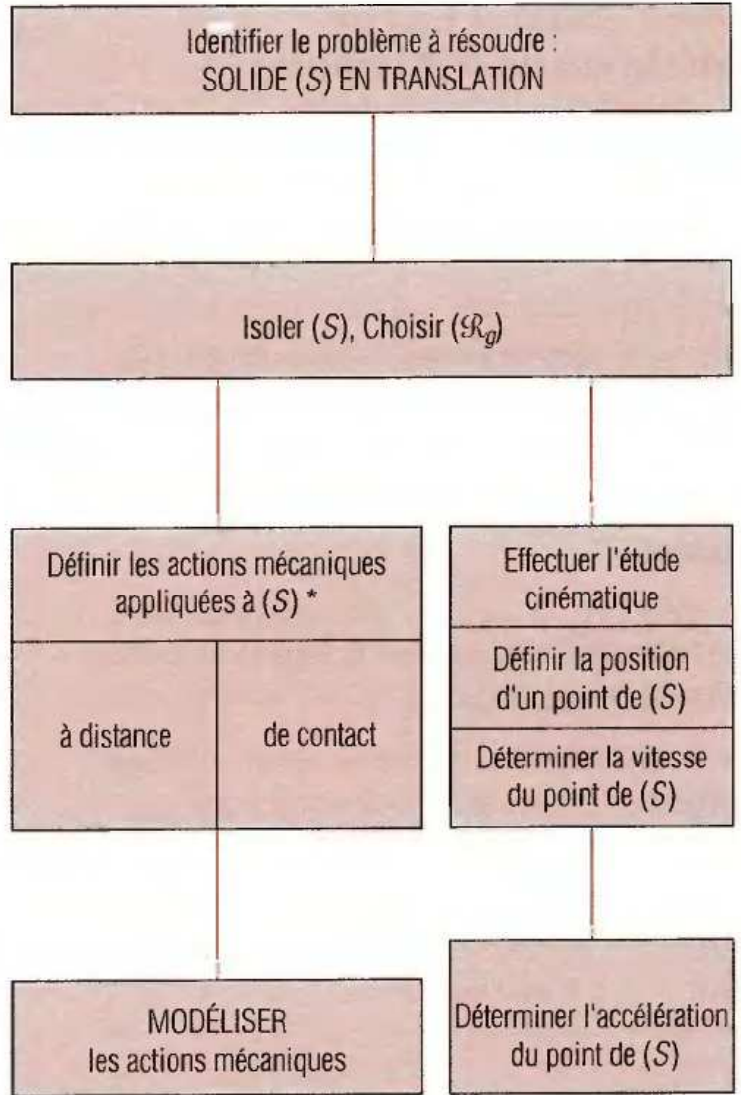 Identifier le problème à résoudre :
SOLIDE (S) EN TRANSLATION
Isoler (S), Choisir (ℛg)
Définir les actions mécaniques
appliquées à (S) *
à distance
de contact
MODÉLISER
les actions mécaniques
Effectuer l'étude
cinématique
Définir la position
d'un point de (S)
Déterminer la vitesse
du point de (S)
Déterminer l'accélération
du point de (S)